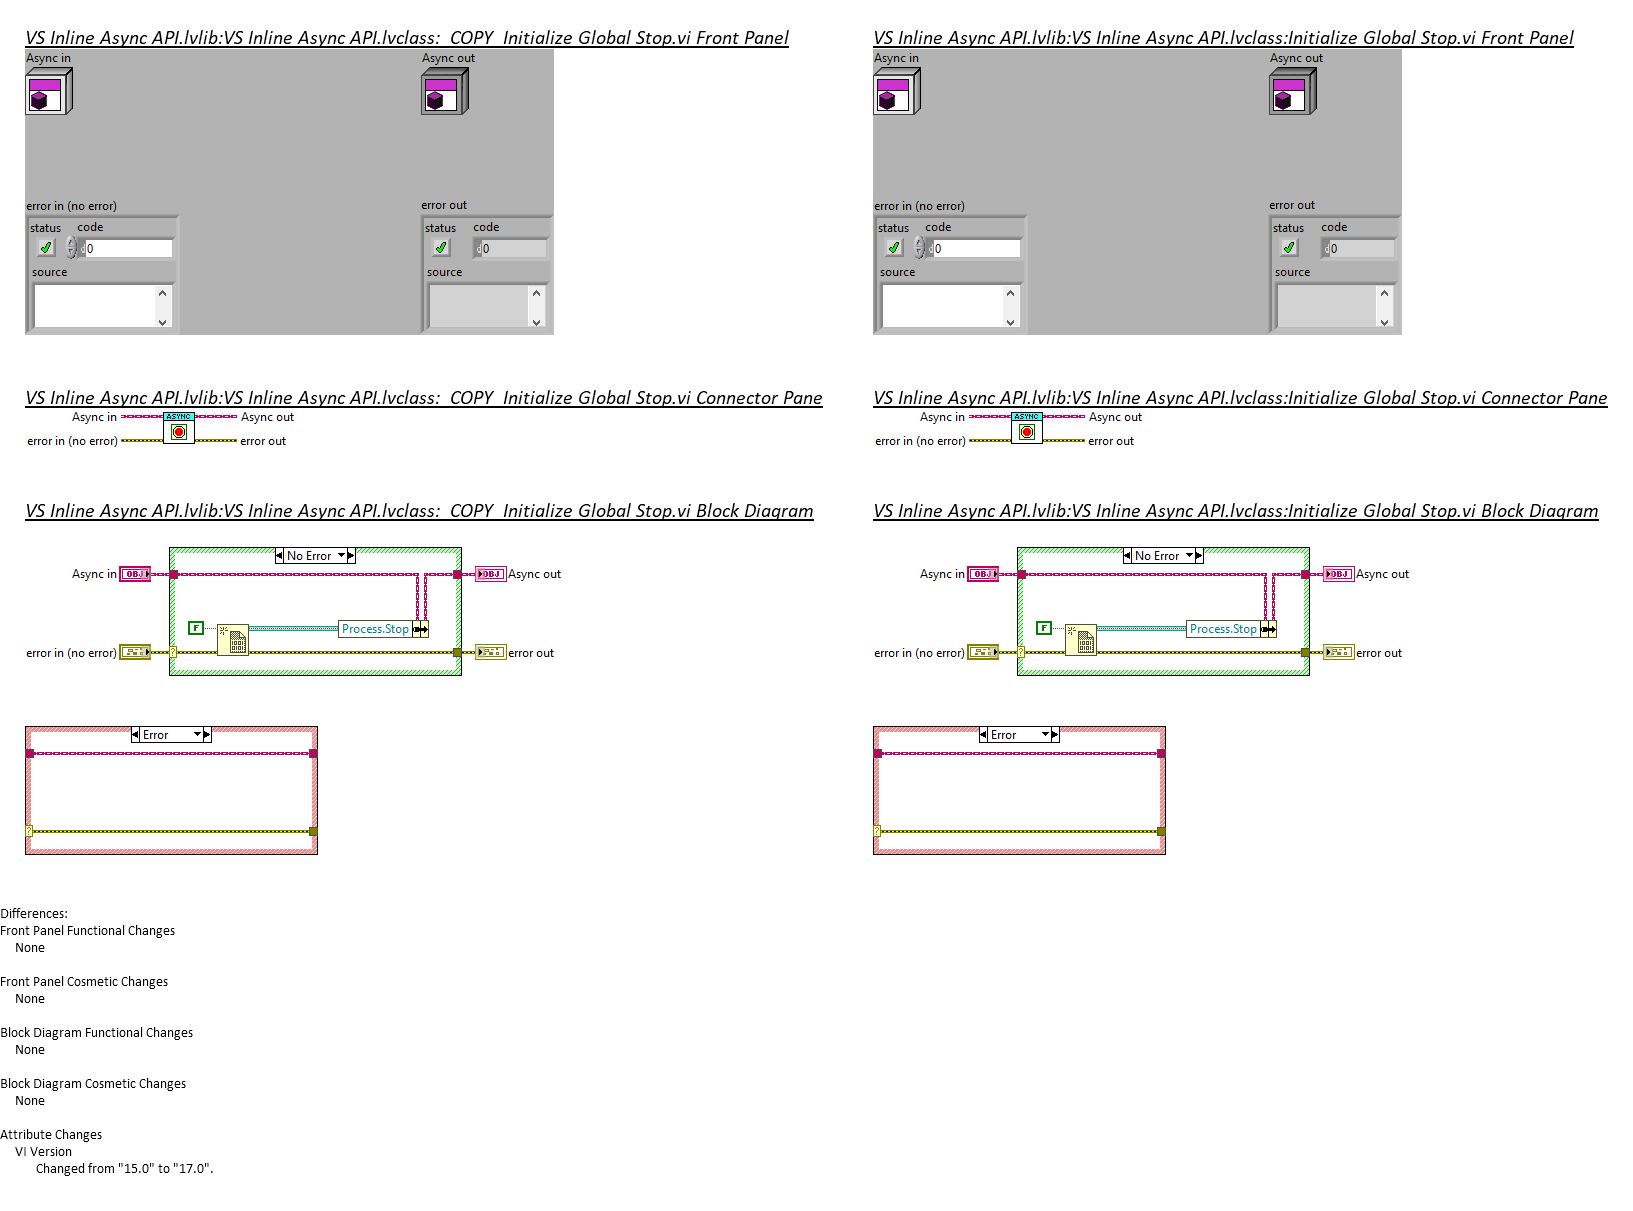 VS Inline Async API.lvlib:VS Inline Async API.lvclass:  COPY  Initialize Global Stop.vi Front Panel
Async in
Async out
error in (no error)
error out
status code
0
source
status code
0
source
VS Inline Async API.lvlib:VS Inline Async API.lvclass:Initialize Global Stop.vi Front Panel
Async in
Async out
error in (no error)
error out
status code
d0
source
status code
d0
source
VS Inline Async API.lvlib:VS Inline Async API.lvclass:  COPY  Initialize Global Stop.vi Connector Pane
Async in ASYNC Async out
error in (no error) error out
VS Inline Async API.lvlib:VS Inline Async API.lvclass:Initialize Global Stop.vi Connector Pane
Async in ASYNC Async out
error in (no error) error out
VS Inline Async API.lvlib:VS Inline Async API.lvclass:  COPY  Initialize Global Stop.vi Block Diagram
No Error
Async in OBJ OBJ Async out
F Process.Stop
error in (no error) ? error out
Error
?
VS Inline Async API.lvlib:VS Inline Async API.lvclass:Initialize Global Stop.vi Block Diagram
No Error
Async in OBJ OBJ Async out
F Process.Stop
error in (no error) ? error out
Error
?
Differences:
Front Panel Functional Changes
None
Front Panel Cosmetic Changes
None
Block Diagram Functional Changes
None
Block Diagram Cosmetic Changes
None
Attribute Changes
VI Version
Changed from "15.0" to "17.0".